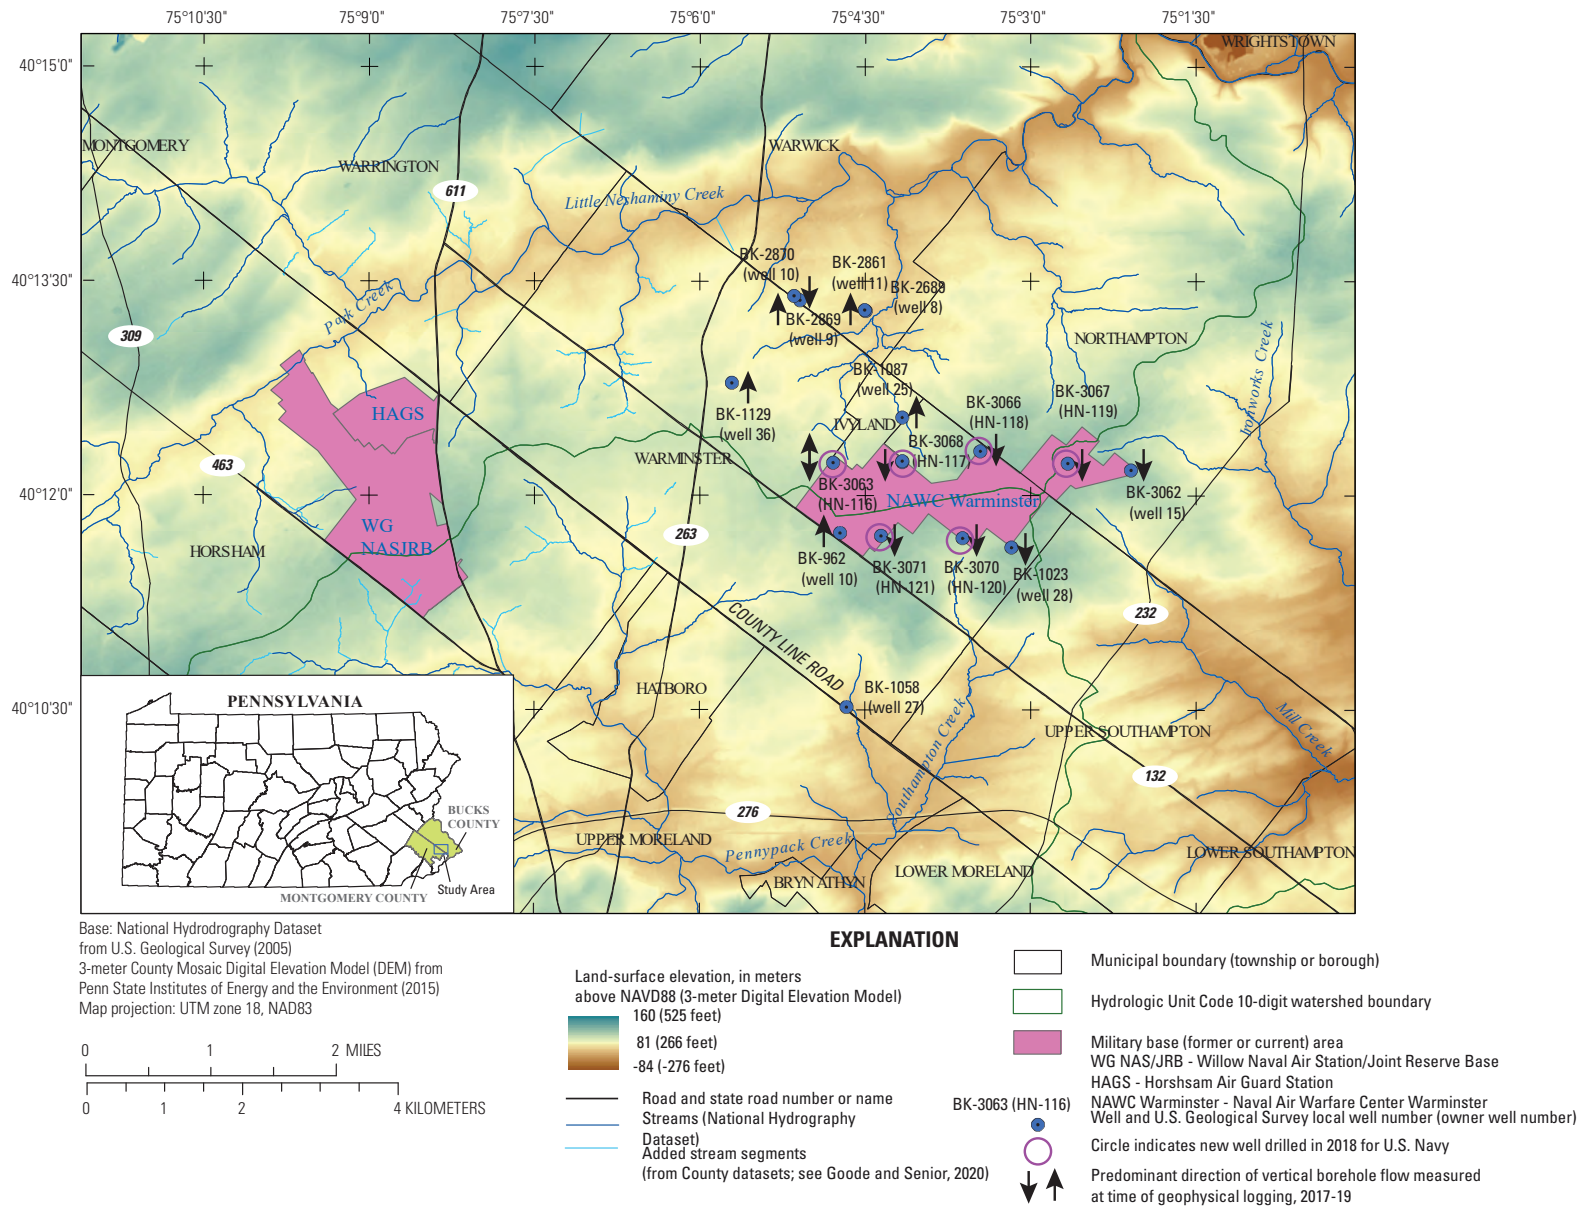 75°10'30"
75°9'0"
75°7'30"
75°6'0"
75°4'30"
75°3'0"
75°1'30"
40°15'0"
40°13'30"
40°12'0"
40°10'30"
WRIGHTSTOWN
MONTGOMERY
WARRINGTON
WARWICK
611
Little Neshaminy Creek
BK-2870
(well 10)
BK-2861
(well 11)
BK-2689
(well 8)
Park Creek
BK-2869
(well 9)
309
NORTHAMPTON
Ironworks Creek
BK-1087
(well 25)
HAGS
BK-1129
(well 36)
BK-3066
(HN-118)
BK-3067
(HN-119)
IVYLAND
BK-3068
(HN-117)
463
WARMINSTER
BK-3063
(HN-116)
NAWC Warminster
BK-3062
(well 15)
WG
NASJRB
HORSHAM
263
BK-962
(well 10)
BK-3071
(HN-121)
BK-3070
(HN-120)
BK-1023
(well 28)
232
COUNTY LINE ROAD
HATBORO
BK-1058
(well 27)
Southampton Creek
UPPER SOUTHAMPTON
Mill Creek
132
276
UPPER MORELAND
Pennypack Creek
BRYN ATHYN
LOWER MORELAND
LOWER SOUTHAMPTON
PENNSYLVANIA
BUCKS
COUNTY
Study Area
MONTGOMERY COUNTY
Base: National Hydrodrography Dataset
from U.S. Geological Survey (2005)
3-meter County Mosaic Digital Elevation Model (DEM) from
Penn State Institutes of Energy and the Environment (2015)
Map projection: UTM zone 18, NAD83
0 1 2 MILES
0 1 2 4 KILOMETERS
EXPLANATION
Land-surface elevation, in meters
above NAVD88 (3-meter Digital Elevation Model)
160 (525 feet)
81 (266 feet)
-84 (-276 feet)
Road and state road number or name
Streams (National Hydrography
Dataset)
Added stream segments
(from County datasets; see Goode and Senior, 2020)
Municipal boundary (township or borough)
Hydrologic Unit Code 10-digit watershed boundary
Military base (former or current) area
WG NAS/JRB - Willow Naval Air Station/Joint Reserve Base
HAGS - Horshsam Air Guard Station
NAWC Warminster - Naval Air Warfare Center Warminster
BK-3063 (HN-116)
Well and U.S. Geological Survey local well number (owner well number)
Circle indicates new well drilled in 2018 for U.S. Navy
Predominant direction of vertical borehole flow measured
at time of geophysical logging, 2017-19